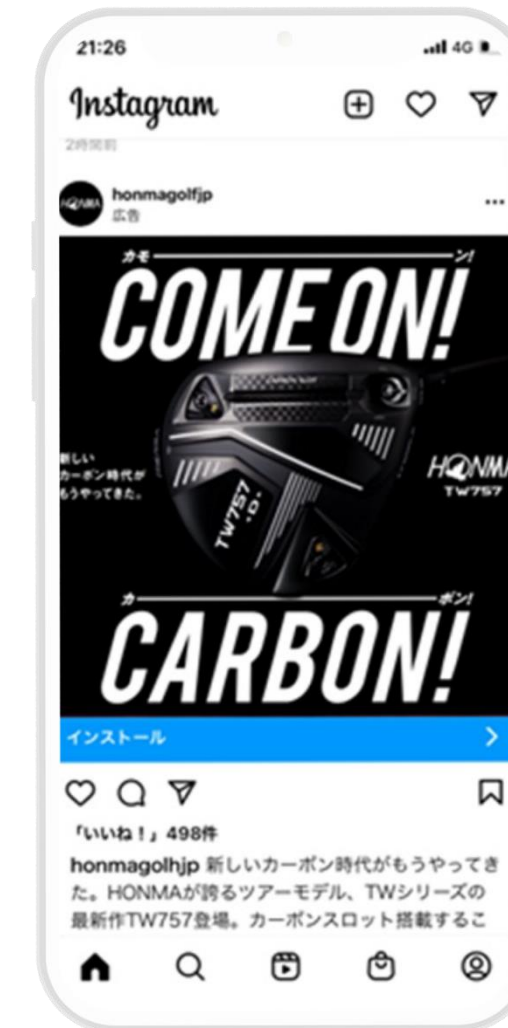 21:26
4G
Instagram
2時間前
HONMA
honmagolfjp
広告
カモ ン!
COME ON!
新しい
カーボン時代が
もうやってきた。
TW757
HONMA
TW757
カ ボン!
CARBON!
インストール
「いいね!」498件
honmagolhjp 新しいカーボン時代がもうやってき
た。HONMAが誇るツアーモデル、TWシリーズの
最新作TW757登場。カーボンスロット搭載するこ